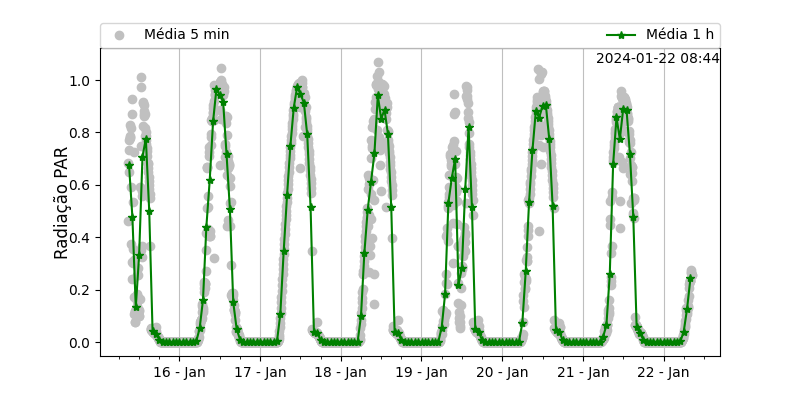 Média 5 min
Média 1 h
2024-01-22 08:44
Radiação PAR
1.0
0.8
0.6
0.4
0.2
0.0
16 - Jan
17 - Jan
18 - Jan
19 - Jan
20 - Jan
21 - Jan
22 - Jan